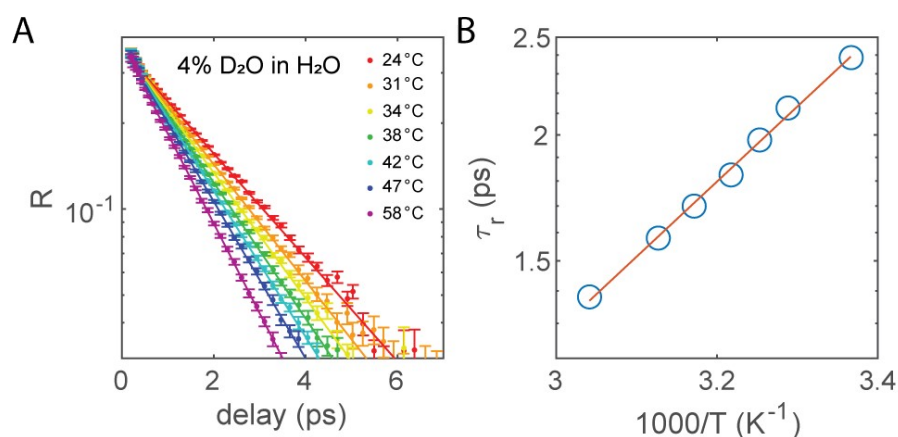 A
4% D₂O in H₂O
24°C
31°C
34°C
38°C
42°C
47°C
58°C
R
10⁻¹
0
2
4
6
delay (ps)
B
2.5
2
1.5
τᵣ (ps)
3
3.2
3.4
1000/T (K⁻¹)